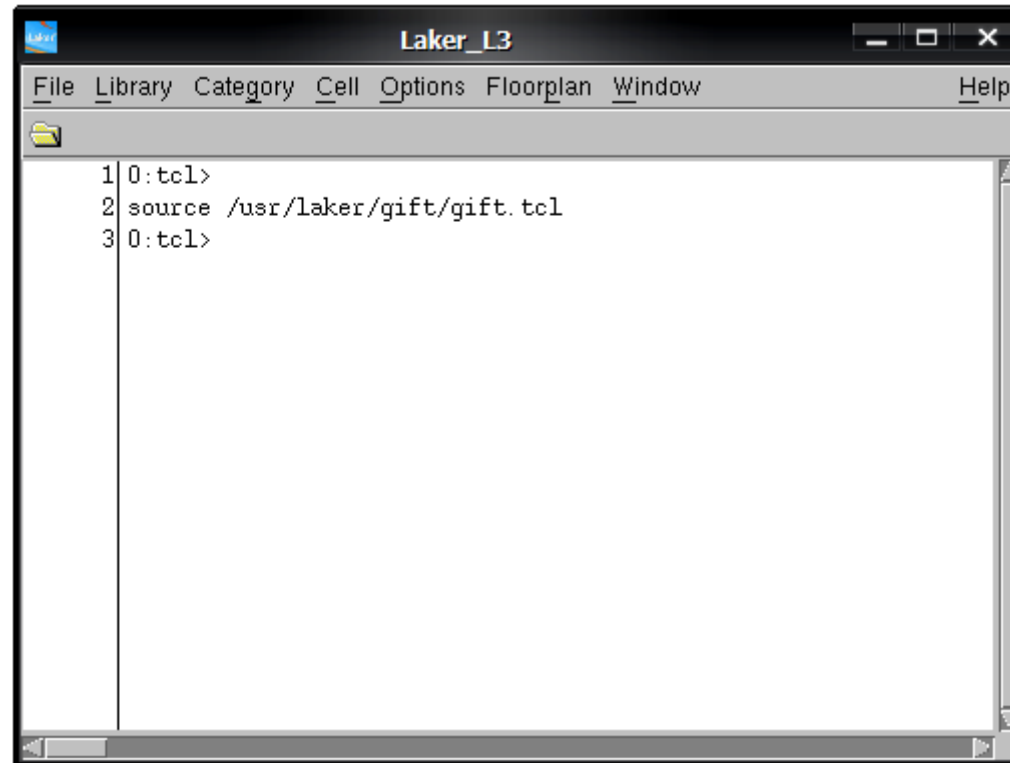 Laker_L3
File Library Category Cell Options Floorplan Window Help
1 0:tcl>
2 source /usr/laker/gift/gift.tcl
3 0:tcl>